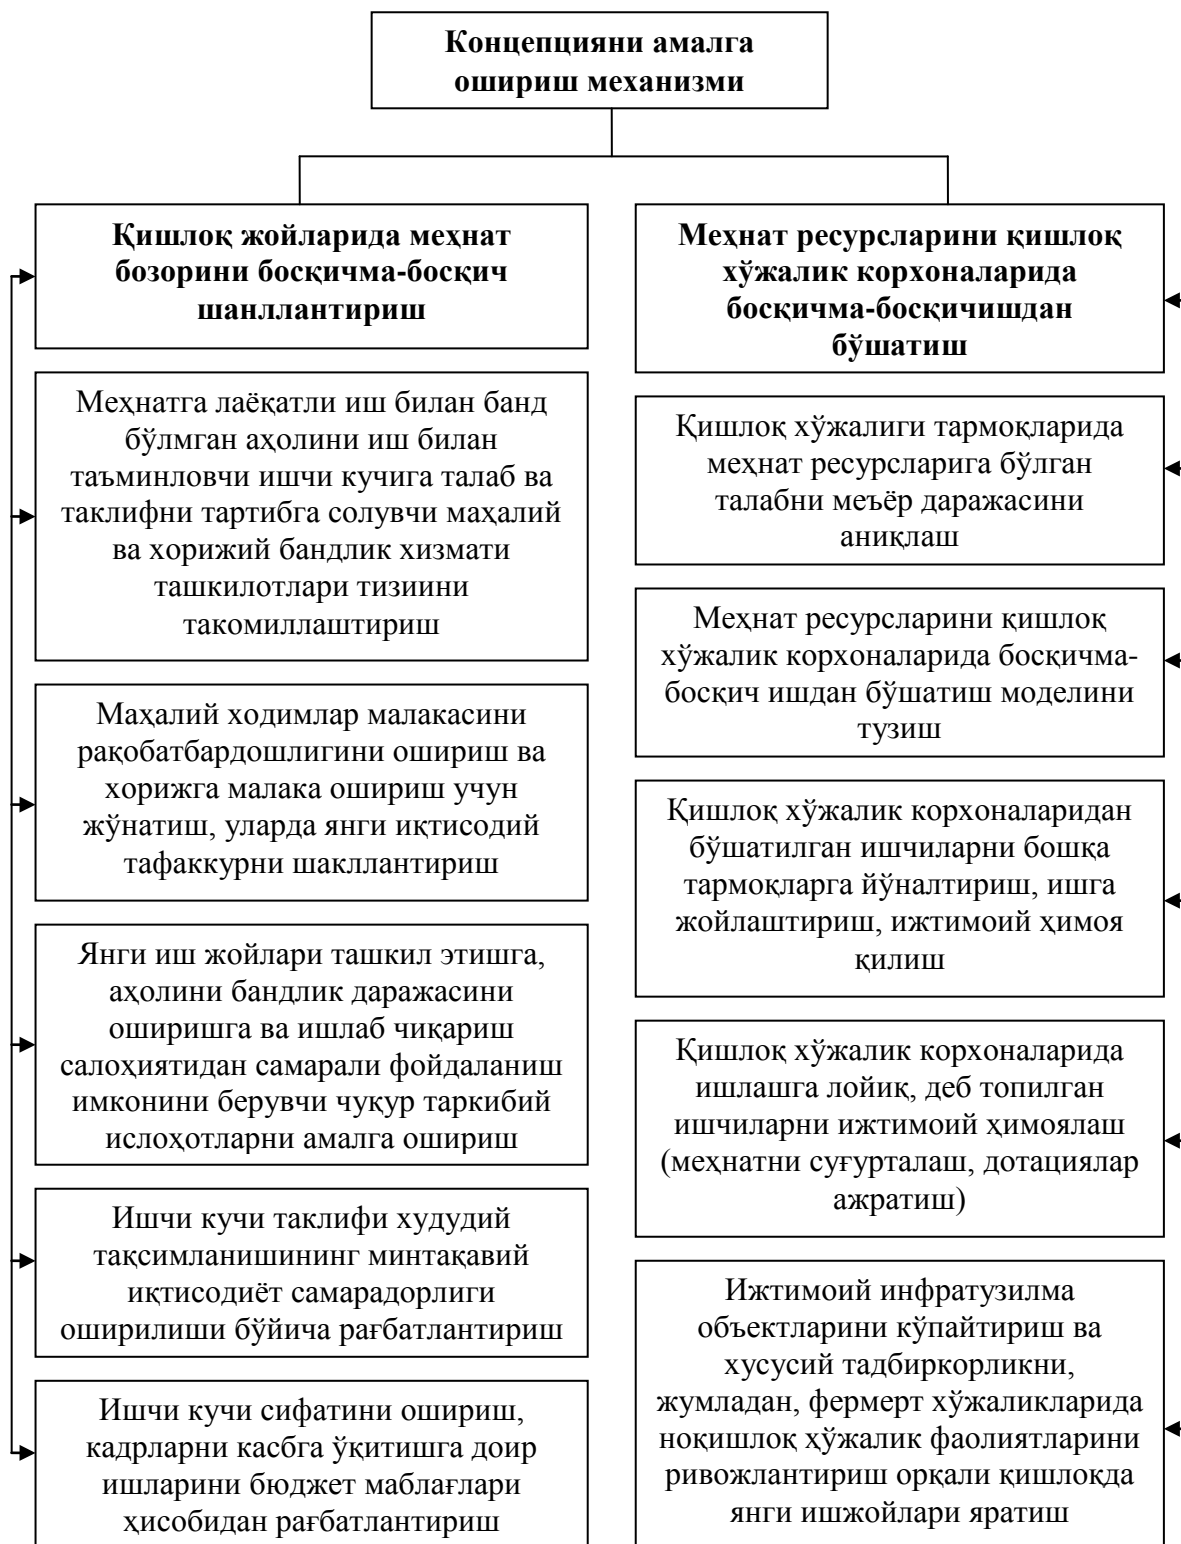 Концепцияни амалга
ошириш механизми
Қишлоқ жойларида меҳнат
бозорини босқичма-босқич
шанллантириш
Меҳнатга лаёқатли иш билан банд
бўлмган аҳолини иш билан
таъминловчи ишчи кучига талаб ва
таклифни тартибга солувчи маҳалий
ва хорижий бандлик хизмати
ташкилотлари тизиини
такомиллаштириш
Маҳалий ходимлар малакасини
рақобатбардошлигини ошириш ва
хорижга малака ошириш учун
жўнатиш, уларда янги иқтисодий
тафаккурни шакллантириш
Янги иш жойлари ташкил этишга,
аҳолини бандлик даражасини
оширишга ва ишлаб чиқариш
салоҳиятидан самарали фойдаланиш
имконини берувчи чуқур таркибий
ислоҳотларни амалга ошириш
Ишчи кучи таклифи худудий
тақсимланишининг минтақавий
иқтисодиёт самарадорлиги
оширилиши бўйича рағбатлантириш
Ишчи кучи сифатини ошириш,
кадрларни касбга ўқитишга доир
ишларини бюджет маблағлари
ҳисобидан рағбатлантириш
Меҳнат ресурсларини қишлоқ
хўжалик корхоналарида
босқичма-босқичишдан
бўшатиш
Қишлоқ хўжалиги тармоқларида
меҳнат ресурсларига бўлган
талабни меъёр даражасини
аниқлаш
Меҳнат ресурсларини қишлоқ
хўжалик корхоналарида босқичма-
босқич ишдан бўшатиш моделини
тузиш
Қишлоқ хўжалик корхоналаридан
бўшатилган ишчиларни бошқа
тармоқларга йўналтириш, ишга
жойлаштириш, ижтимоий ҳимоя
қилиш
Қишлоқ хўжалик корхоналарида
ишлашга лойиқ, деб топилган
ишчиларни ижтимоий ҳимоялаш
(меҳнатни суғурталаш, дотациялар
ажратиш)
Ижтимоий инфратузилма
объектларини кўпайтириш ва
хусусий тадбиркорликни,
жумладан, фермерт хўжаликларида
ноқишлоқ хўжалик фаолиятларини
ривожлантириш орқали қишлоқда
янги ишжойлари яратиш